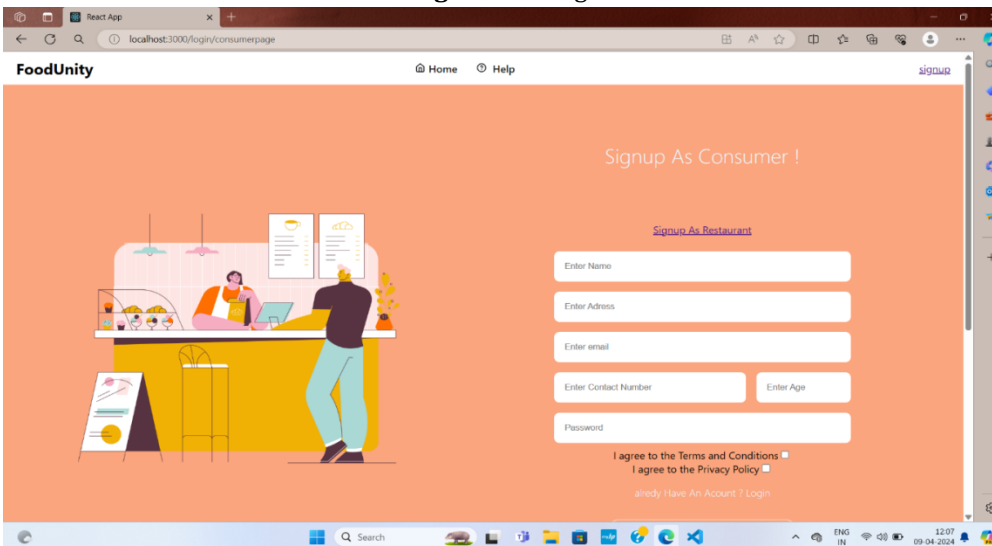 React App
localhost:3000/login/consumerpage
FoodUnity
Home
Help
signup
Signup As Consumer !
Signup As Restaurant
Enter Name
Enter Adress
Enter email
Enter Contact Number
Enter Age
Password
I agree to the Terms and Conditions
I agree to the Privacy Policy
alredy Have An Acount ? Login
Search
ENG
IN
12:07
09-04-2024